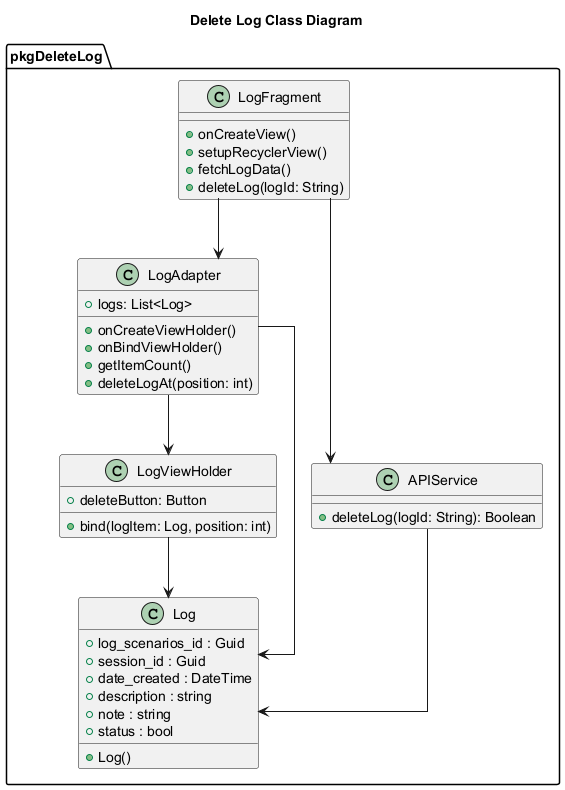 Delete Log Class Diagram
pkgDeleteLog
C LogFragment
onCreateView()
setupRecyclerView()
fetchLogData()
deleteLog(logId: String)
C LogAdapter
logs: List<Log>
onCreateViewHolder()
onBindViewHolder()
getItemCount()
deleteLogAt(position: int)
C LogViewHolder
deleteButton: Button
bind(logItem: Log, position: int)
C APIService
deleteLog(logId: String): Boolean
C Log
log_scenarios_id : Guid
session_id : Guid
date_created : DateTime
description : string
note : string
status : bool
Log()